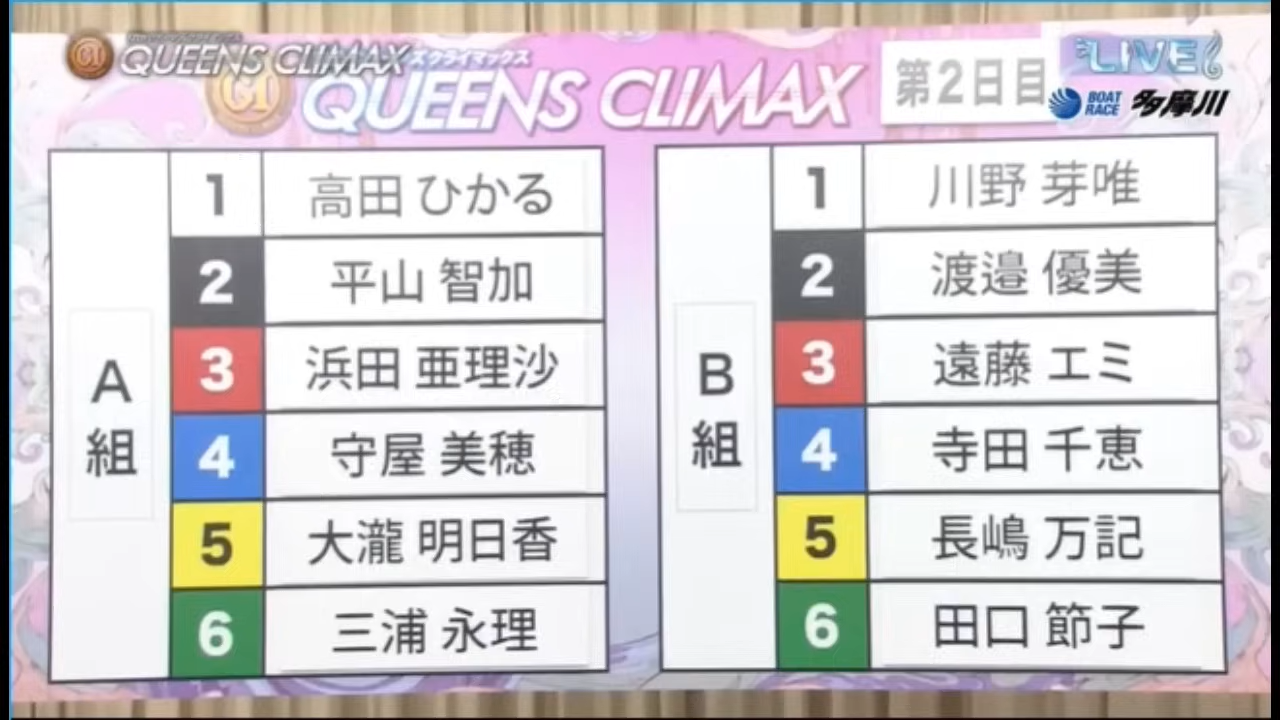 G1 QUEENS CLIMAX
ズクライマックス
G1 QUEENS CLIMAX
第2日目
LIVE
BOAT RACE 多摩川
A組
1 高田 ひかる
2 平山 智加
3 浜田 亜理沙
4 守屋 美穂
5 大瀧 明日香
6 三浦 永理
B組
1 川野 芽唯
2 渡邉 優美
3 遠藤 エミ
4 寺田 千恵
5 長嶋 万記
6 田口 節子